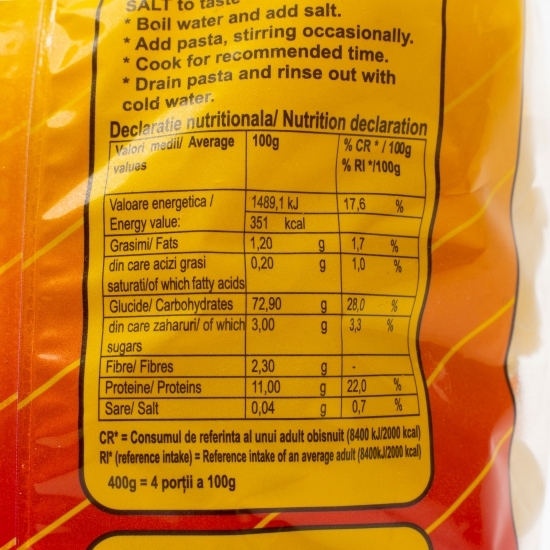 SALT to taste
* Boil water and add salt.
* Add pasta, stirring occasionally.
* Cook for recommended time.
* Drain pasta and rinse out with
cold water.
Declaratie nutritionala/ Nutrition declaration
Valori medii/ Average values 100g % CR * / 100g % RI */100g
Valoare energetica / Energy value: 1489,1 kJ 351 kcal 17,6 %
Grasimi/ Fats 1,20 g 1,7 %
din care acizi grasi saturati/of which fatty acids 0,20 g 1,0 %
Glucide/ Carbohydrates 72,90 g 28,0 %
din care zaharuri/ of which sugars 3,00 g 3,3 %
Fibre/ Fibres 2,30 g -
Proteine/ Proteins 11,00 g 22,0 %
Sare/ Salt 0,04 g 0,7 %
CR* = Consumul de referinta al unui adult obisnuit (8400 kJ/2000 kcal)
RI* (reference intake) = Reference intake of an average adult (8400kJ/2000 kcal)
400g = 4 porții a 100g